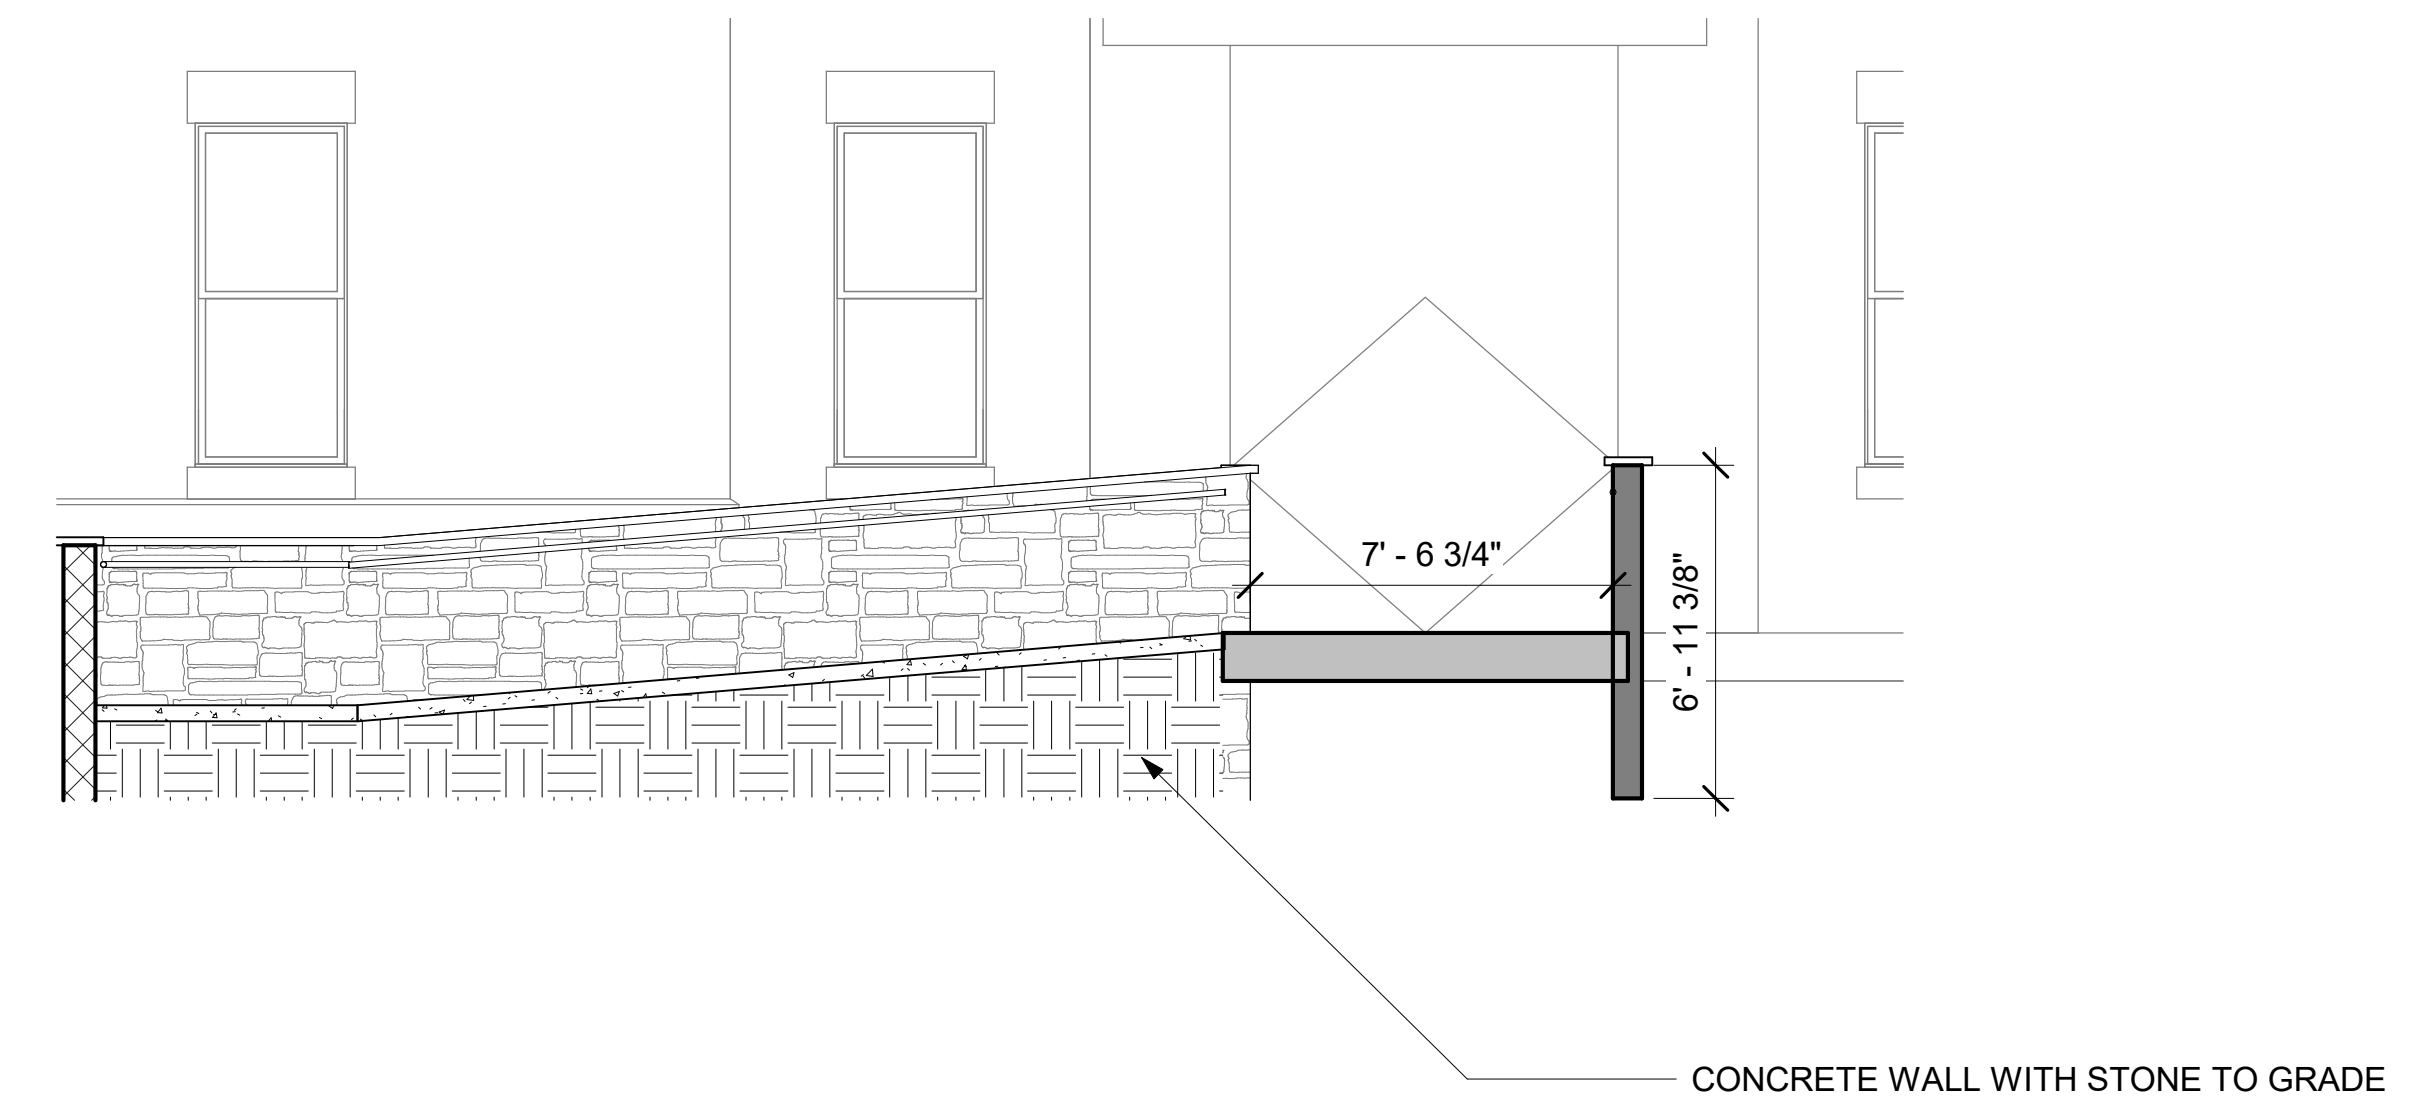 7' - 6 3/4"
6' - 11 3/8"
CONCRETE WALL WITH STONE TO GRADE